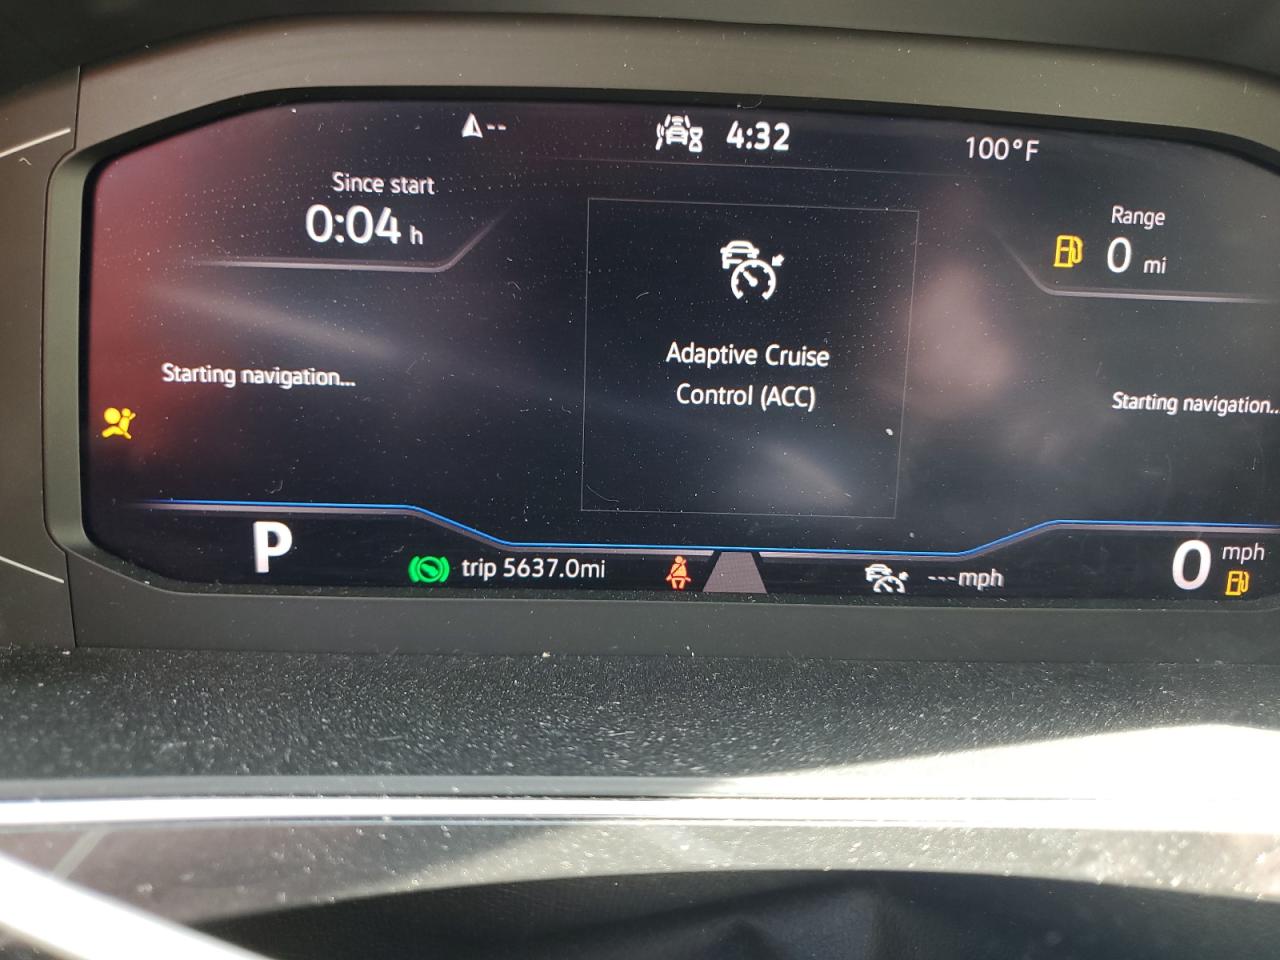 --
4:32
100°F
Since start
0:04 h
Range
0 mi
Adaptive Cruise
Control (ACC)
Starting navigation...
Starting navigation..
P
trip 5637.0mi
---mph
0 mph